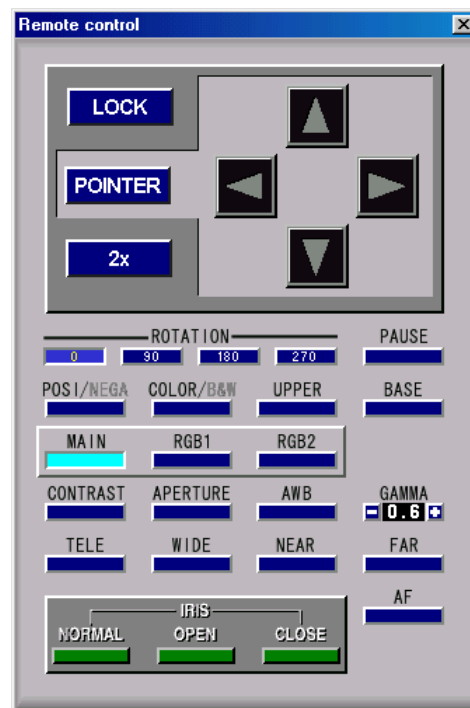 Remote control
LOCK
POINTER
2x
ROTATION PAUSE
0 90 180 270
POSI/NEGA COLOR/B&W UPPER BASE
MAIN RGB1 RGB2
CONTRAST APERTURE AWB GAMMA
- 0.6 +
TELE WIDE NEAR FAR
AF
IRIS
NORMAL OPEN CLOSE